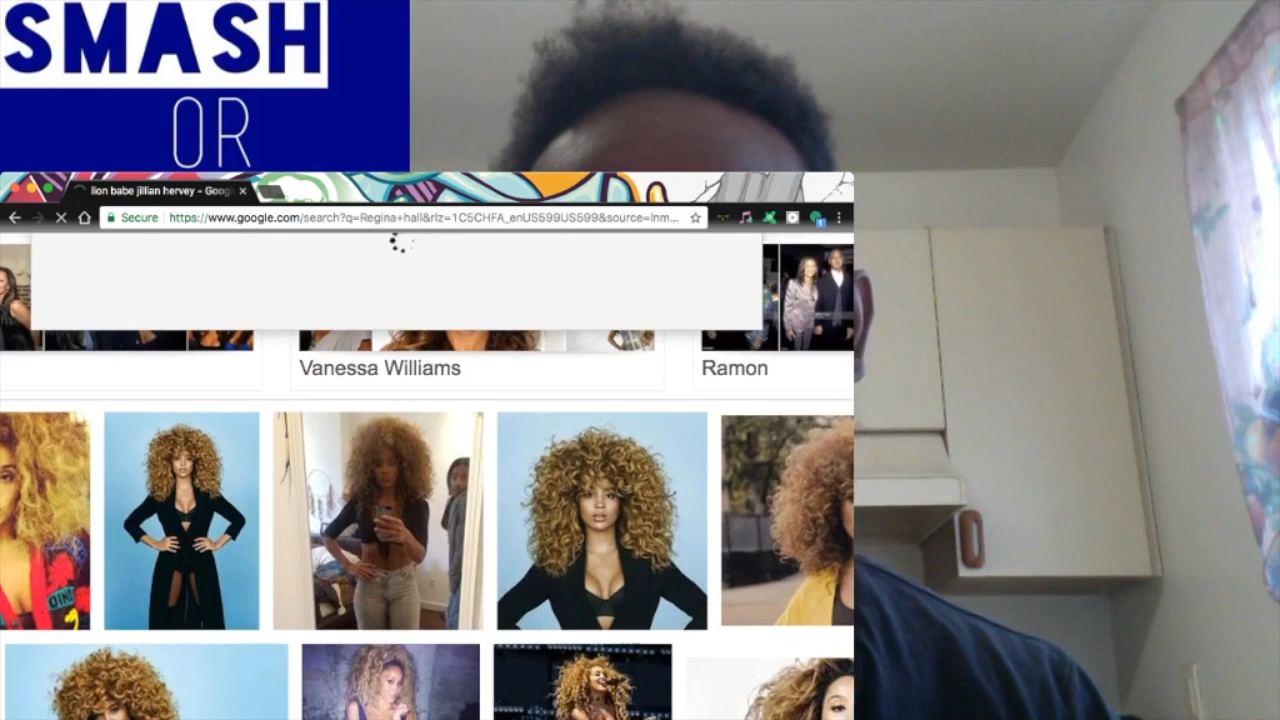 SMASH
OR
lion babe jillian hervey - Goog
Secure https://www.google.com/search?q=Regina+hall&rlz=1C5CHFA_enUS599US599&source=lnm...
Vanessa Williams
Ramon